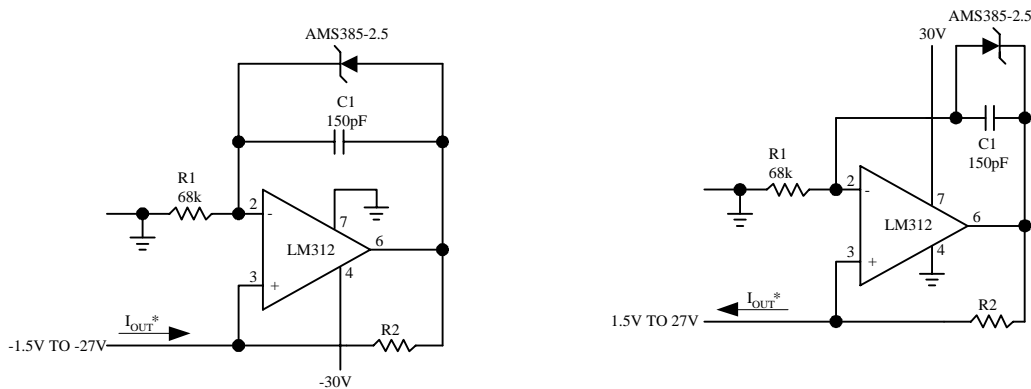 AMS385-2.5
C1
150pF
R1
68k
2
-
7
LM312
6
3
+
4
I_OUT*
R2
-1.5V TO -27V
-30V
AMS385-2.5
30V
C1
150pF
R1
68k
2
-
7
LM312
6
3
+
4
I_OUT*
R2
1.5V TO 27V